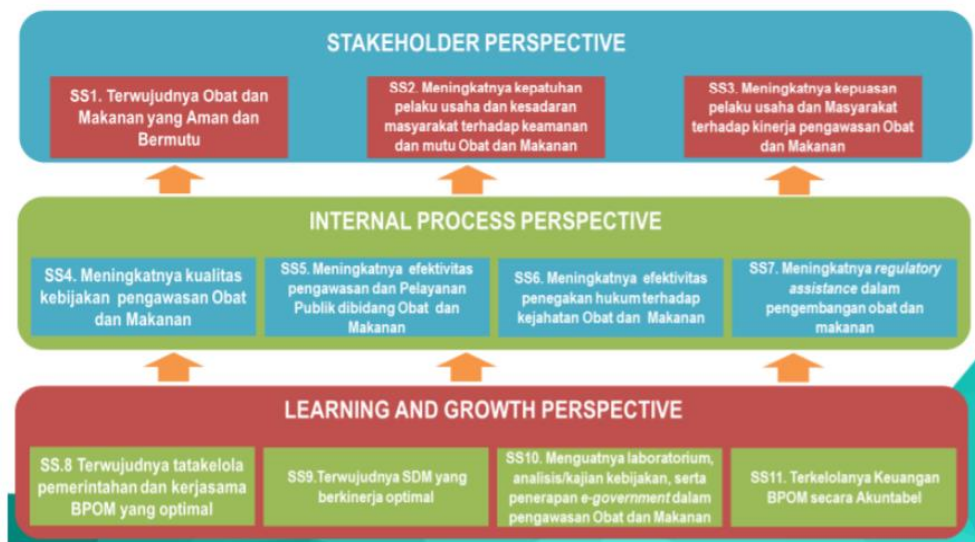 STAKEHOLDER PERSPECTIVE
SS1. Terwujudnya Obat dan
Makanan yang Aman dan
Bermutu
SS2. Meningkatnya kepatuhan
pelaku usaha dan kesadaran
masyarakat terhadap keamanan
dan mutu Obat dan Makanan
SS3. Meningkatnya kepuasan
pelaku usaha dan Masyarakat
terhadap kinerja pengawasan Obat
dan Makanan
INTERNAL PROCESS PERSPECTIVE
SS4. Meningkatnya kualitas
kebijakan pengawasan Obat
dan Makanan
SS5. Meningkatnya efektivitas
pengawasan dan Pelayanan
Publik dibidang Obat dan
Makanan
SS6. Meningkatnya efektivitas
penegakan hukum terhadap
kejahatan Obat dan Makanan
SS7. Meningkatnya regulatory
assistance dalam
pengembangan obat dan
makanan
LEARNING AND GROWTH PERSPECTIVE
SS.8 Terwujudnya tatakelola
pemerintahan dan kerjasama
BPOM yang optimal
SS9.Terwujudnya SDM yang
berkinerja optimal
SS10. Menguatnya laboratorium,
analisis/kajian kebijakan, serta
penerapan e-government dalam
pengawasan Obat dan Makanan
SS11. Terkelolanya Keuangan
BPOM secara Akuntabel